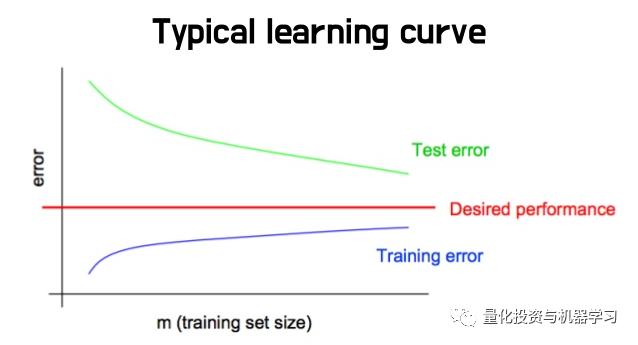 Typical learning curve
error
Test error
Desired performance
Training error
m (training set size)
量化投资与机器学习